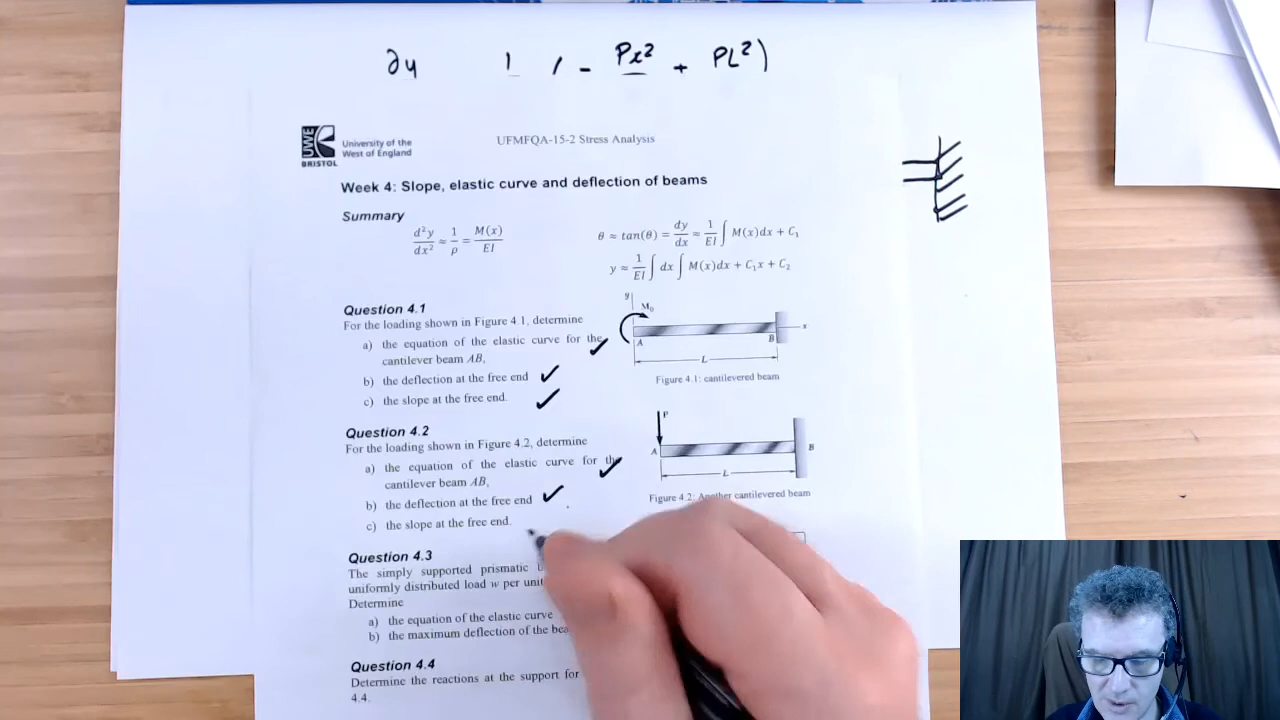 ∂y 1 ( - Px² + PL²)
UWE BRISTOL
University of the
West of England
UFMFQA-15-2 Stress Analysis
Week 4: Slope, elastic curve and deflection of beams
Summary
d²y/dx² ≈ 1/ρ = M(x)/EI
θ ≈ tan(θ) = dy/dx ≈ 1/EI ∫ M(x)dx + C₁
y ≈ 1/EI ∫ dx ∫ M(x)dx + C₁x + C₂
Question 4.1
For the loading shown in Figure 4.1, determine
a) the equation of the elastic curve for the
cantilever beam AB,
b) the deflection at the free end
c) the slope at the free end.
y
M₀
A B x
L
Figure 4.1: cantilevered beam
Question 4.2
For the loading shown in Figure 4.2, determine
a) the equation of the elastic curve for the
cantilever beam AB,
b) the deflection at the free end
c) the slope at the free end.
P
A B
L
Figure 4.2: Another cantilevered beam
Question 4.3
The simply supported prismatic
uniformly distributed load w per unit
Determine
a) the equation of the elastic curve
b) the maximum deflection of the
Question 4.4
Determine the reactions at the support for
4.4.